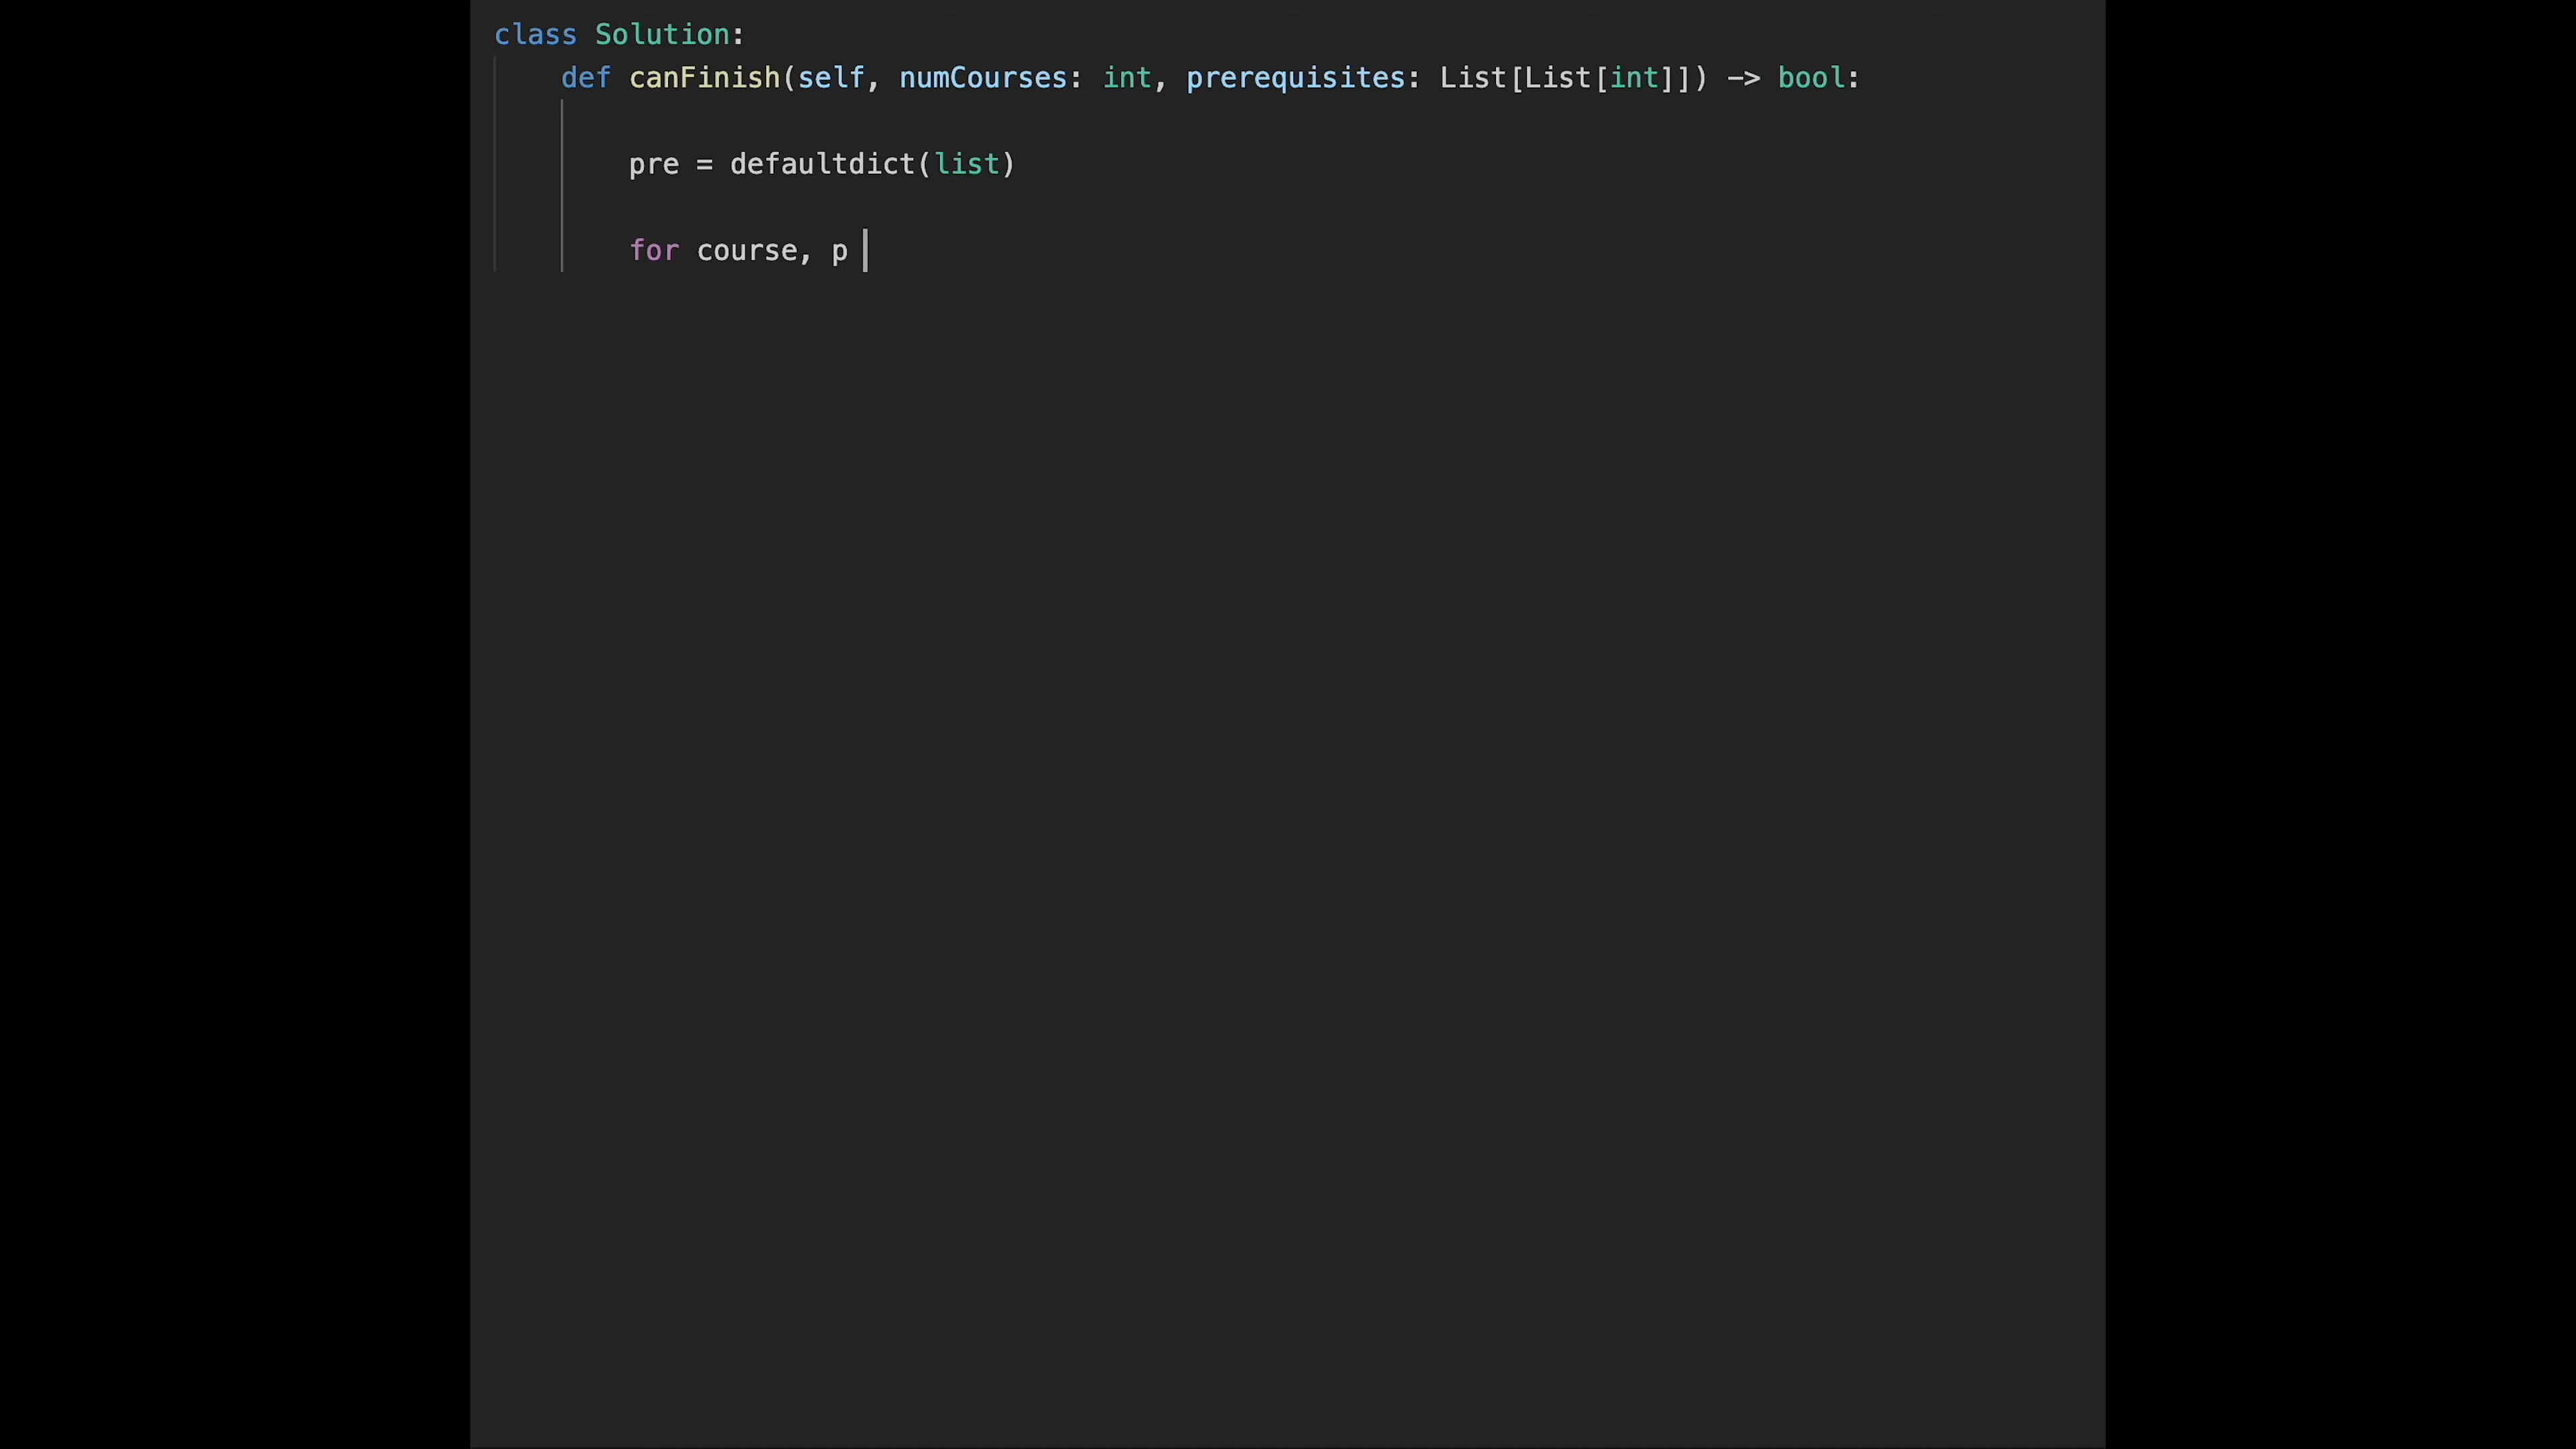 class Solution:
def canFinish(self, numCourses: int, prerequisites: List[List[int]]) -> bool:
pre = defaultdict(list)
for course, p